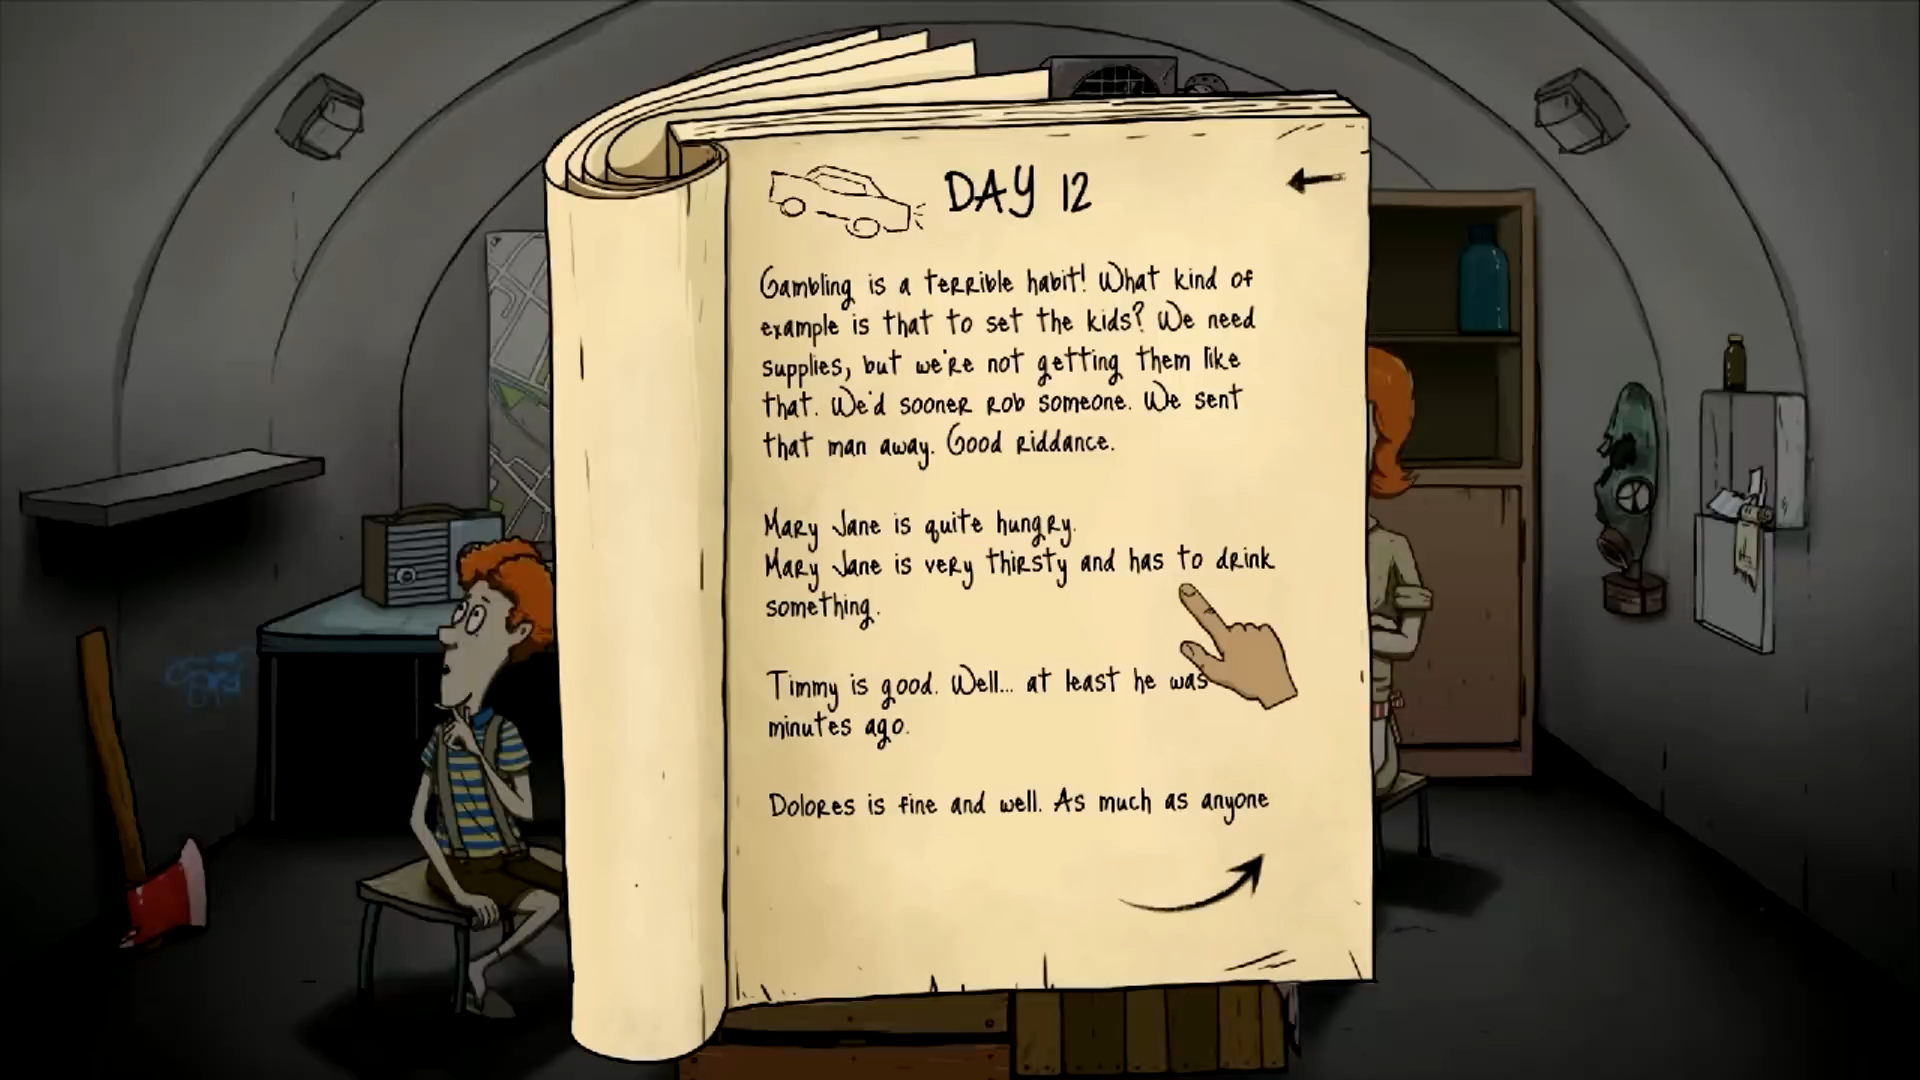 DAY 12
Gambling is a terrible habit! What kind of
example is that to set the kids? We need
supplies, but we're not getting them like
that. We'd sooner rob someone. We sent
that man away. Good riddance.
Mary Jane is quite hungry.
Mary Jane is very thirsty and has to drink
something.
Timmy is good. Well... at least he was
minutes ago.
Dolores is fine and well. As much as anyone